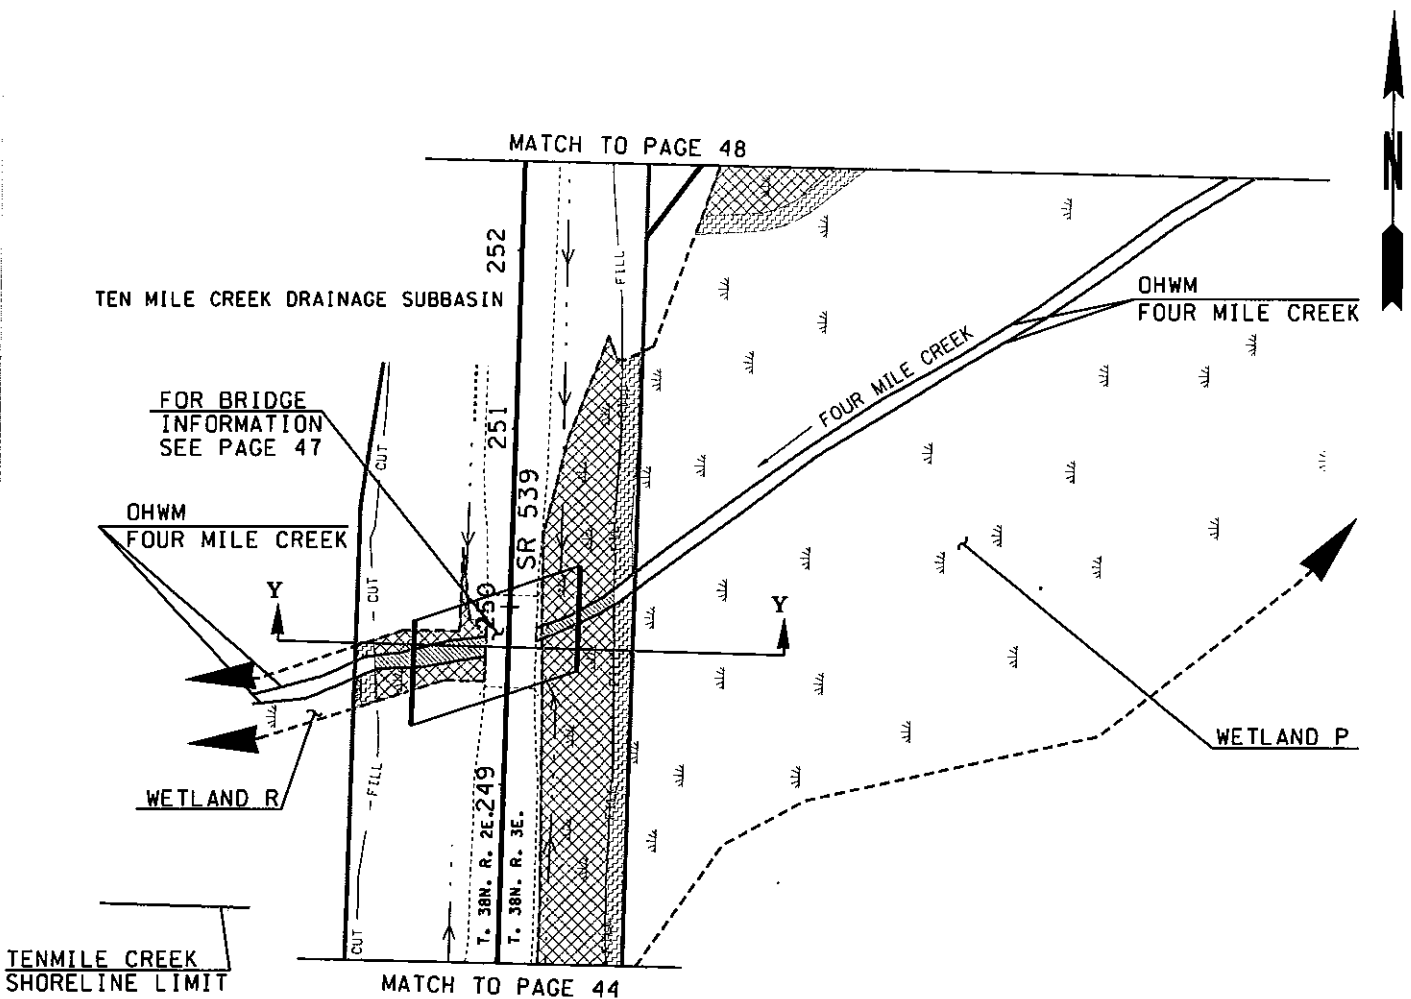 MATCH TO PAGE 48
N
252
TEN MILE CREEK DRAINAGE SUBBASIN
FILL
OHWM
FOUR MILE CREEK
FOUR MILE CREEK
FOR BRIDGE
INFORMATION
SEE PAGE 47
251
CUT
SR 539
OHWM
FOUR MILE CREEK
CUT
250
Y
Y
WETLAND P
FILL
249
WETLAND R
T. 38N. R. 2E.
T. 38N. R. 3E.
CUT
TENMILE CREEK
SHORELINE LIMIT
MATCH TO PAGE 44